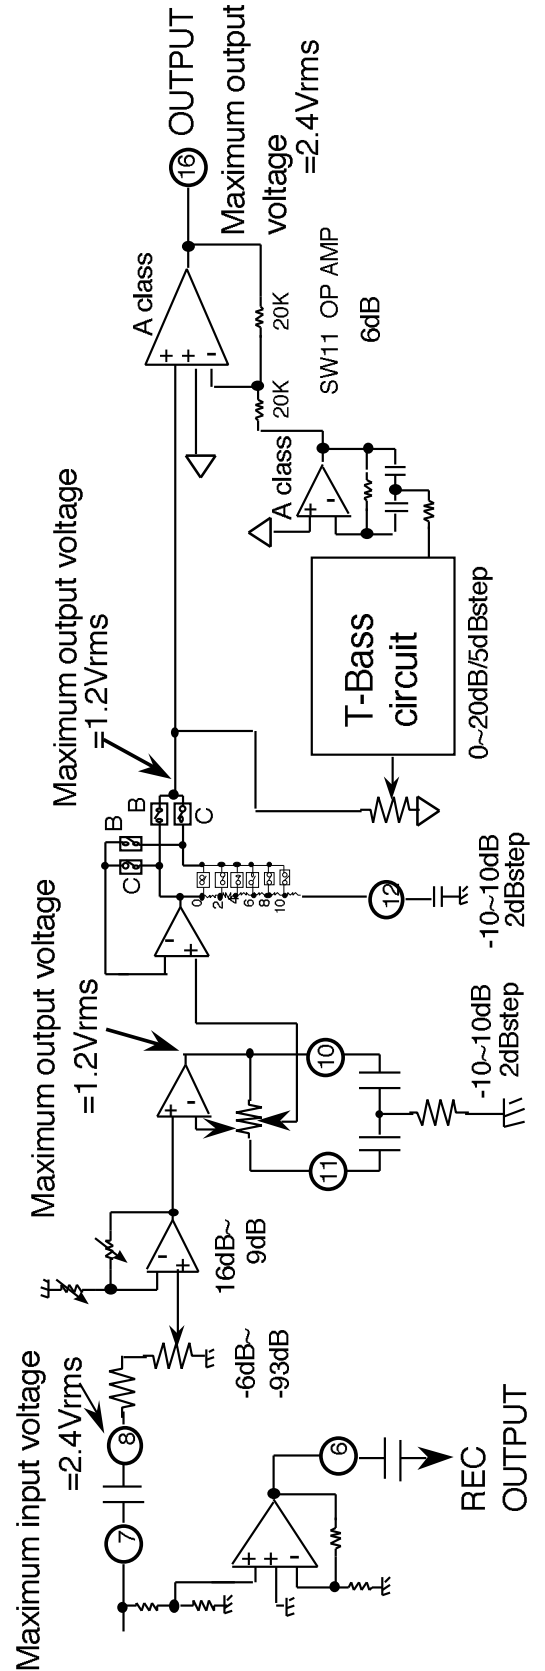 Maximum input voltage
=2.4Vrms
7
8
-6dB~
-93dB
6
REC
OUTPUT
+
+
-
16dB~
9dB
-
+
Maximum output voltage
=1.2Vrms
+
-
11
10
-10~10dB
2dBstep
-
+
C
B
B
C
0
2
4
6
8
10
12
-10~10dB
2dBstep
Maximum output voltage
=1.2Vrms
T-Bass
circuit
0~20dB/5dBstep
A class
+
-
20K
20K
SW11 OP AMP
6dB
A class
+
+
-
16
OUTPUT
Maximum output
voltage
=2.4Vrms